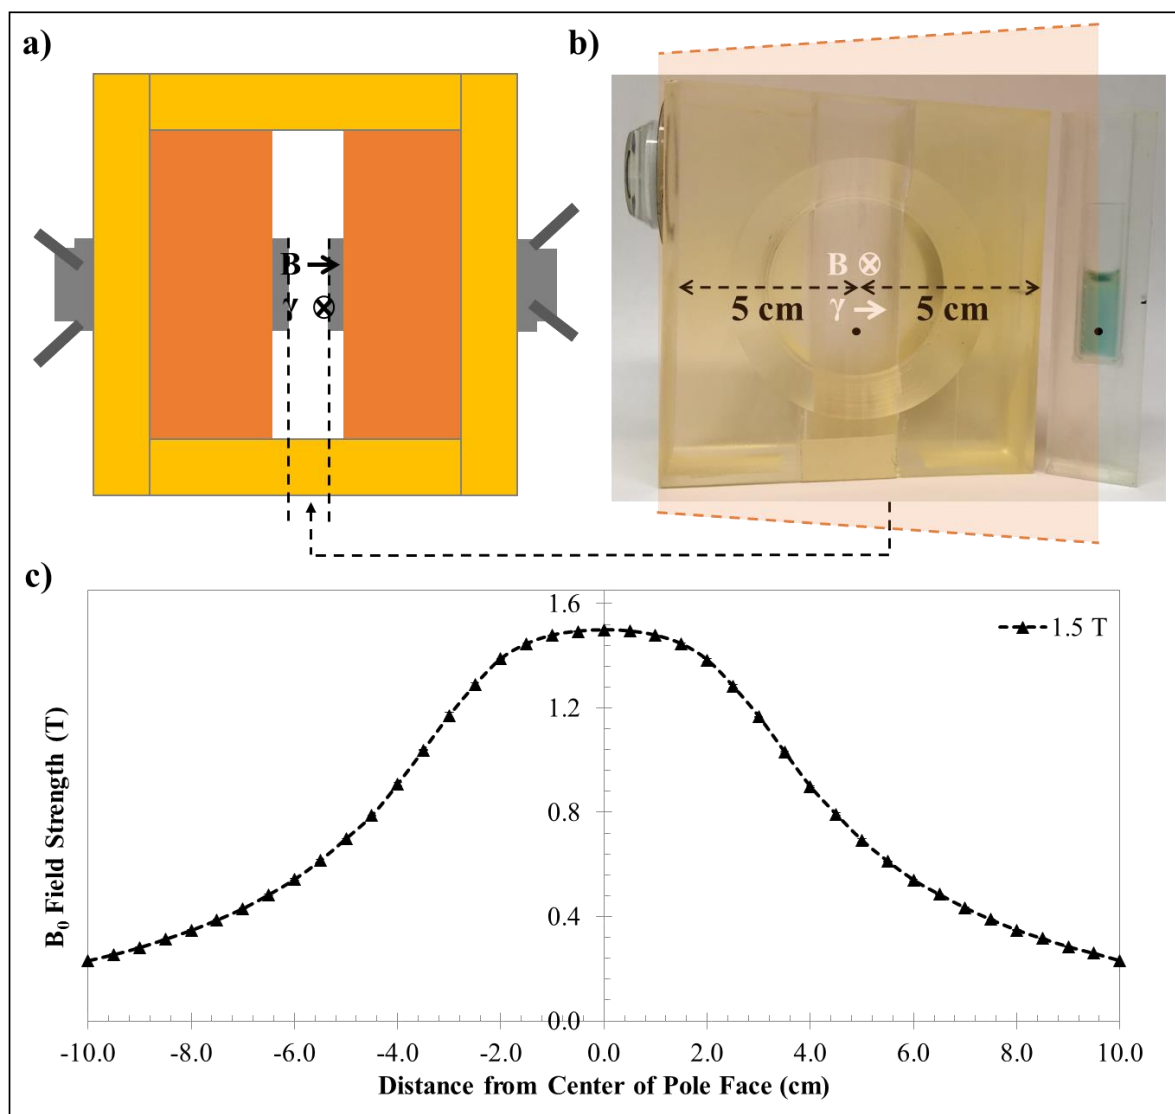 a)
B →
γ ⊗
b)
B ⊗
5 cm 5 cm
γ →
c)
1.6
1.2
0.8
0.4
0.0
1.5 T
B₀ Field Strength (T)
-10.0 -8.0 -6.0 -4.0 -2.0 0.0 2.0 4.0 6.0 8.0 10.0
Distance from Center of Pole Face (cm)